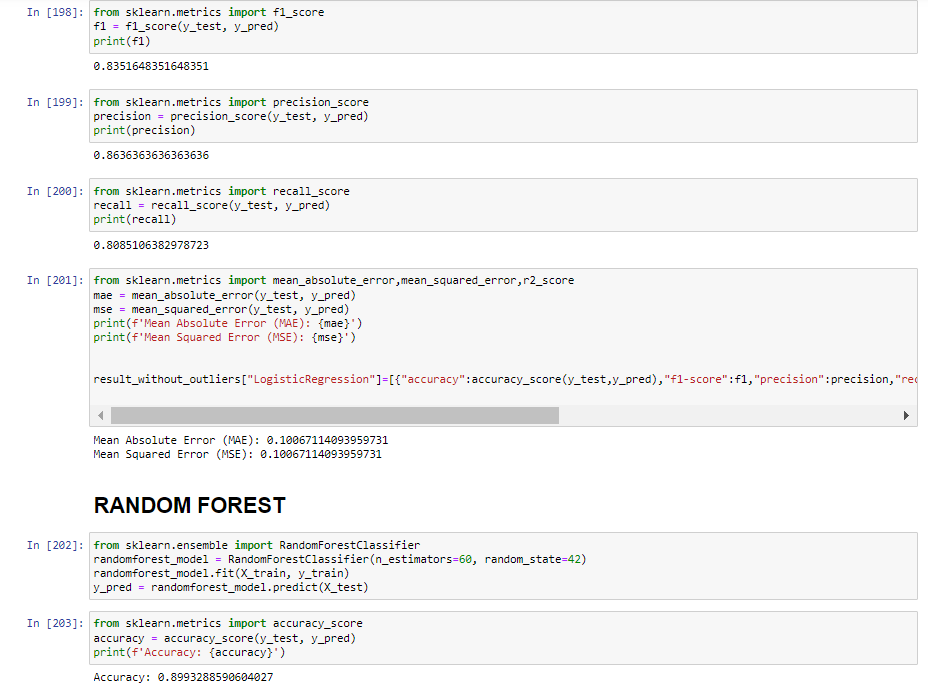 In [198]: from sklearn.metrics import f1_score
f1 = f1_score(y_test, y_pred)
print(f1)
0.8351648351648351
In [199]: from sklearn.metrics import precision_score
precision = precision_score(y_test, y_pred)
print(precision)
0.8636363636363636
In [200]: from sklearn.metrics import recall_score
recall = recall_score(y_test, y_pred)
print(recall)
0.8085106382978723
In [201]: from sklearn.metrics import mean_absolute_error,mean_squared_error,r2_score
mae = mean_absolute_error(y_test, y_pred)
mse = mean_squared_error(y_test, y_pred)
print(f'Mean Absolute Error (MAE): {mae}')
print(f'Mean Squared Error (MSE): {mse}')
result_without_outliers["LogisticRegression"]=[{"accuracy":accuracy_score(y_test,y_pred),"f1-score":f1,"precision":precision,"rec
Mean Absolute Error (MAE): 0.10067114093959731
Mean Squared Error (MSE): 0.10067114093959731
RANDOM FOREST
In [202]: from sklearn.ensemble import RandomForestClassifier
randomforest_model = RandomForestClassifier(n_estimators=60, random_state=42)
randomforest_model.fit(X_train, y_train)
y_pred = randomforest_model.predict(X_test)
In [203]: from sklearn.metrics import accuracy_score
accuracy = accuracy_score(y_test, y_pred)
print(f'Accuracy: {accuracy}')
Accuracy: 0.8993288590604027